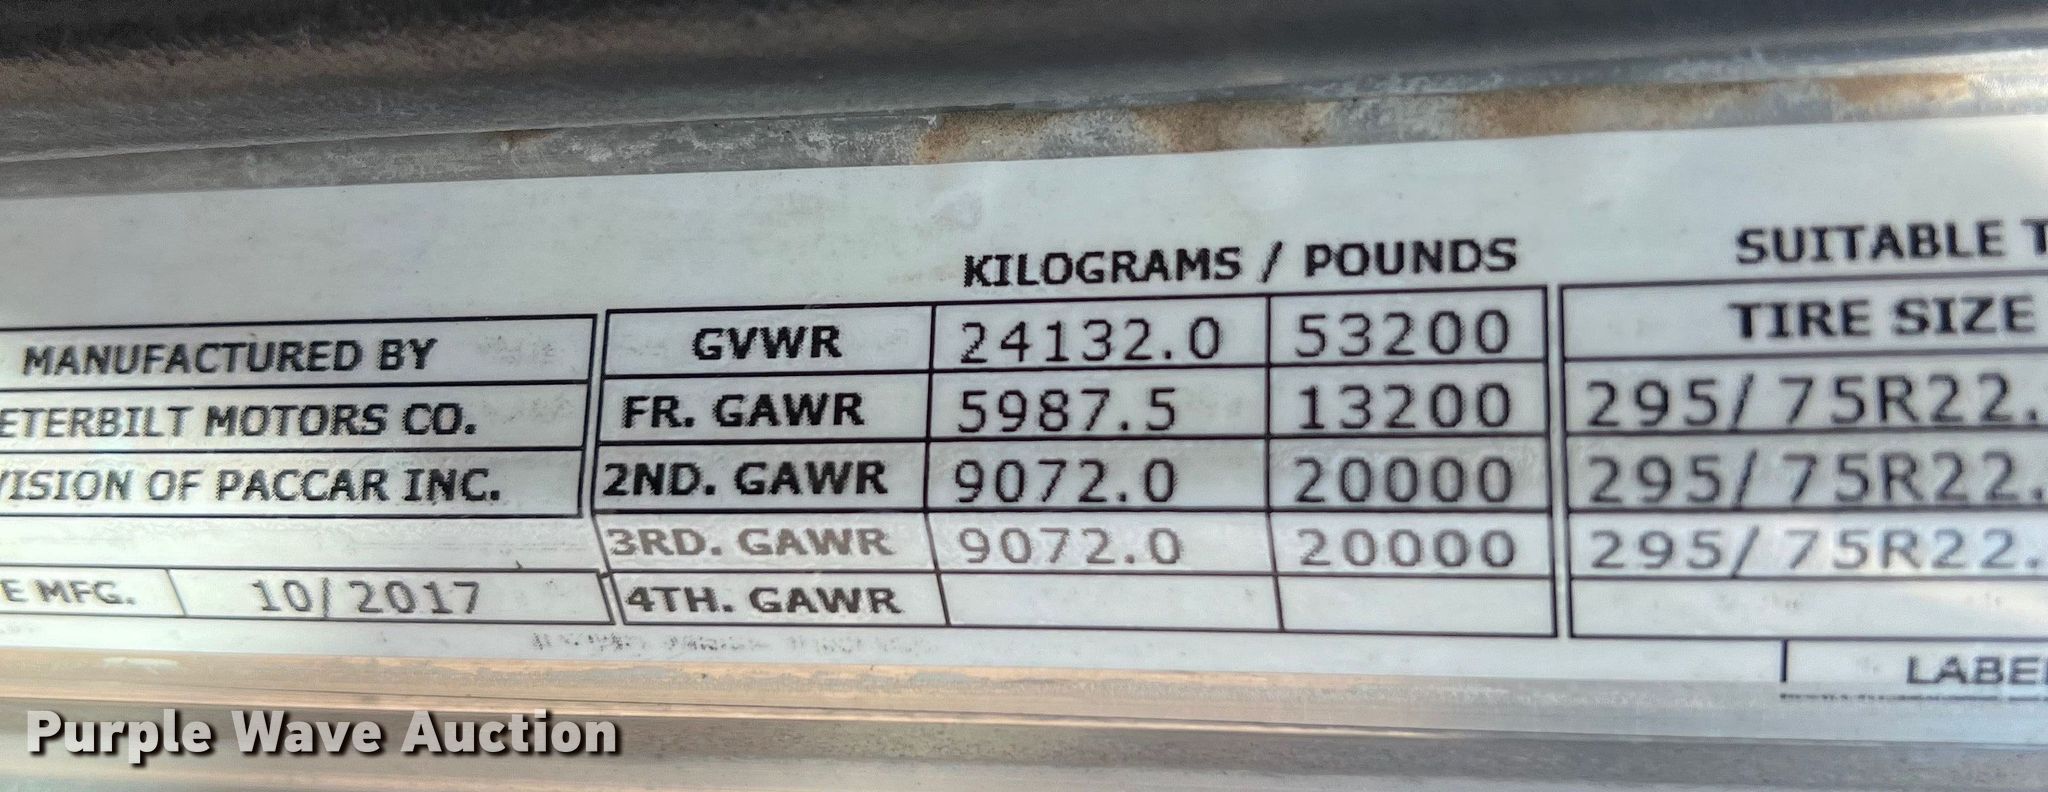 KILOGRAMS / POUNDS SUITABLE T
MANUFACTURED BY GVWR 24132.0 53200 TIRE SIZE
ETERBILT MOTORS CO. FR. GAWR 5987.5 13200 295/75R22.
VISION OF PACCAR INC. 2ND. GAWR 9072.0 20000 295/75R22.
3RD. GAWR 9072.0 20000 295/75R22.
E MFG. 10/2017 4TH. GAWR
LABE
Purple Wave Auction